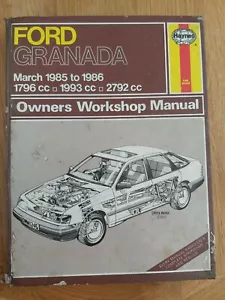 FORD
GRANADA
Haynes
March 1985 to 1986
1796 cc □ 1993 cc □ 2792 cc
Owners Workshop Manual